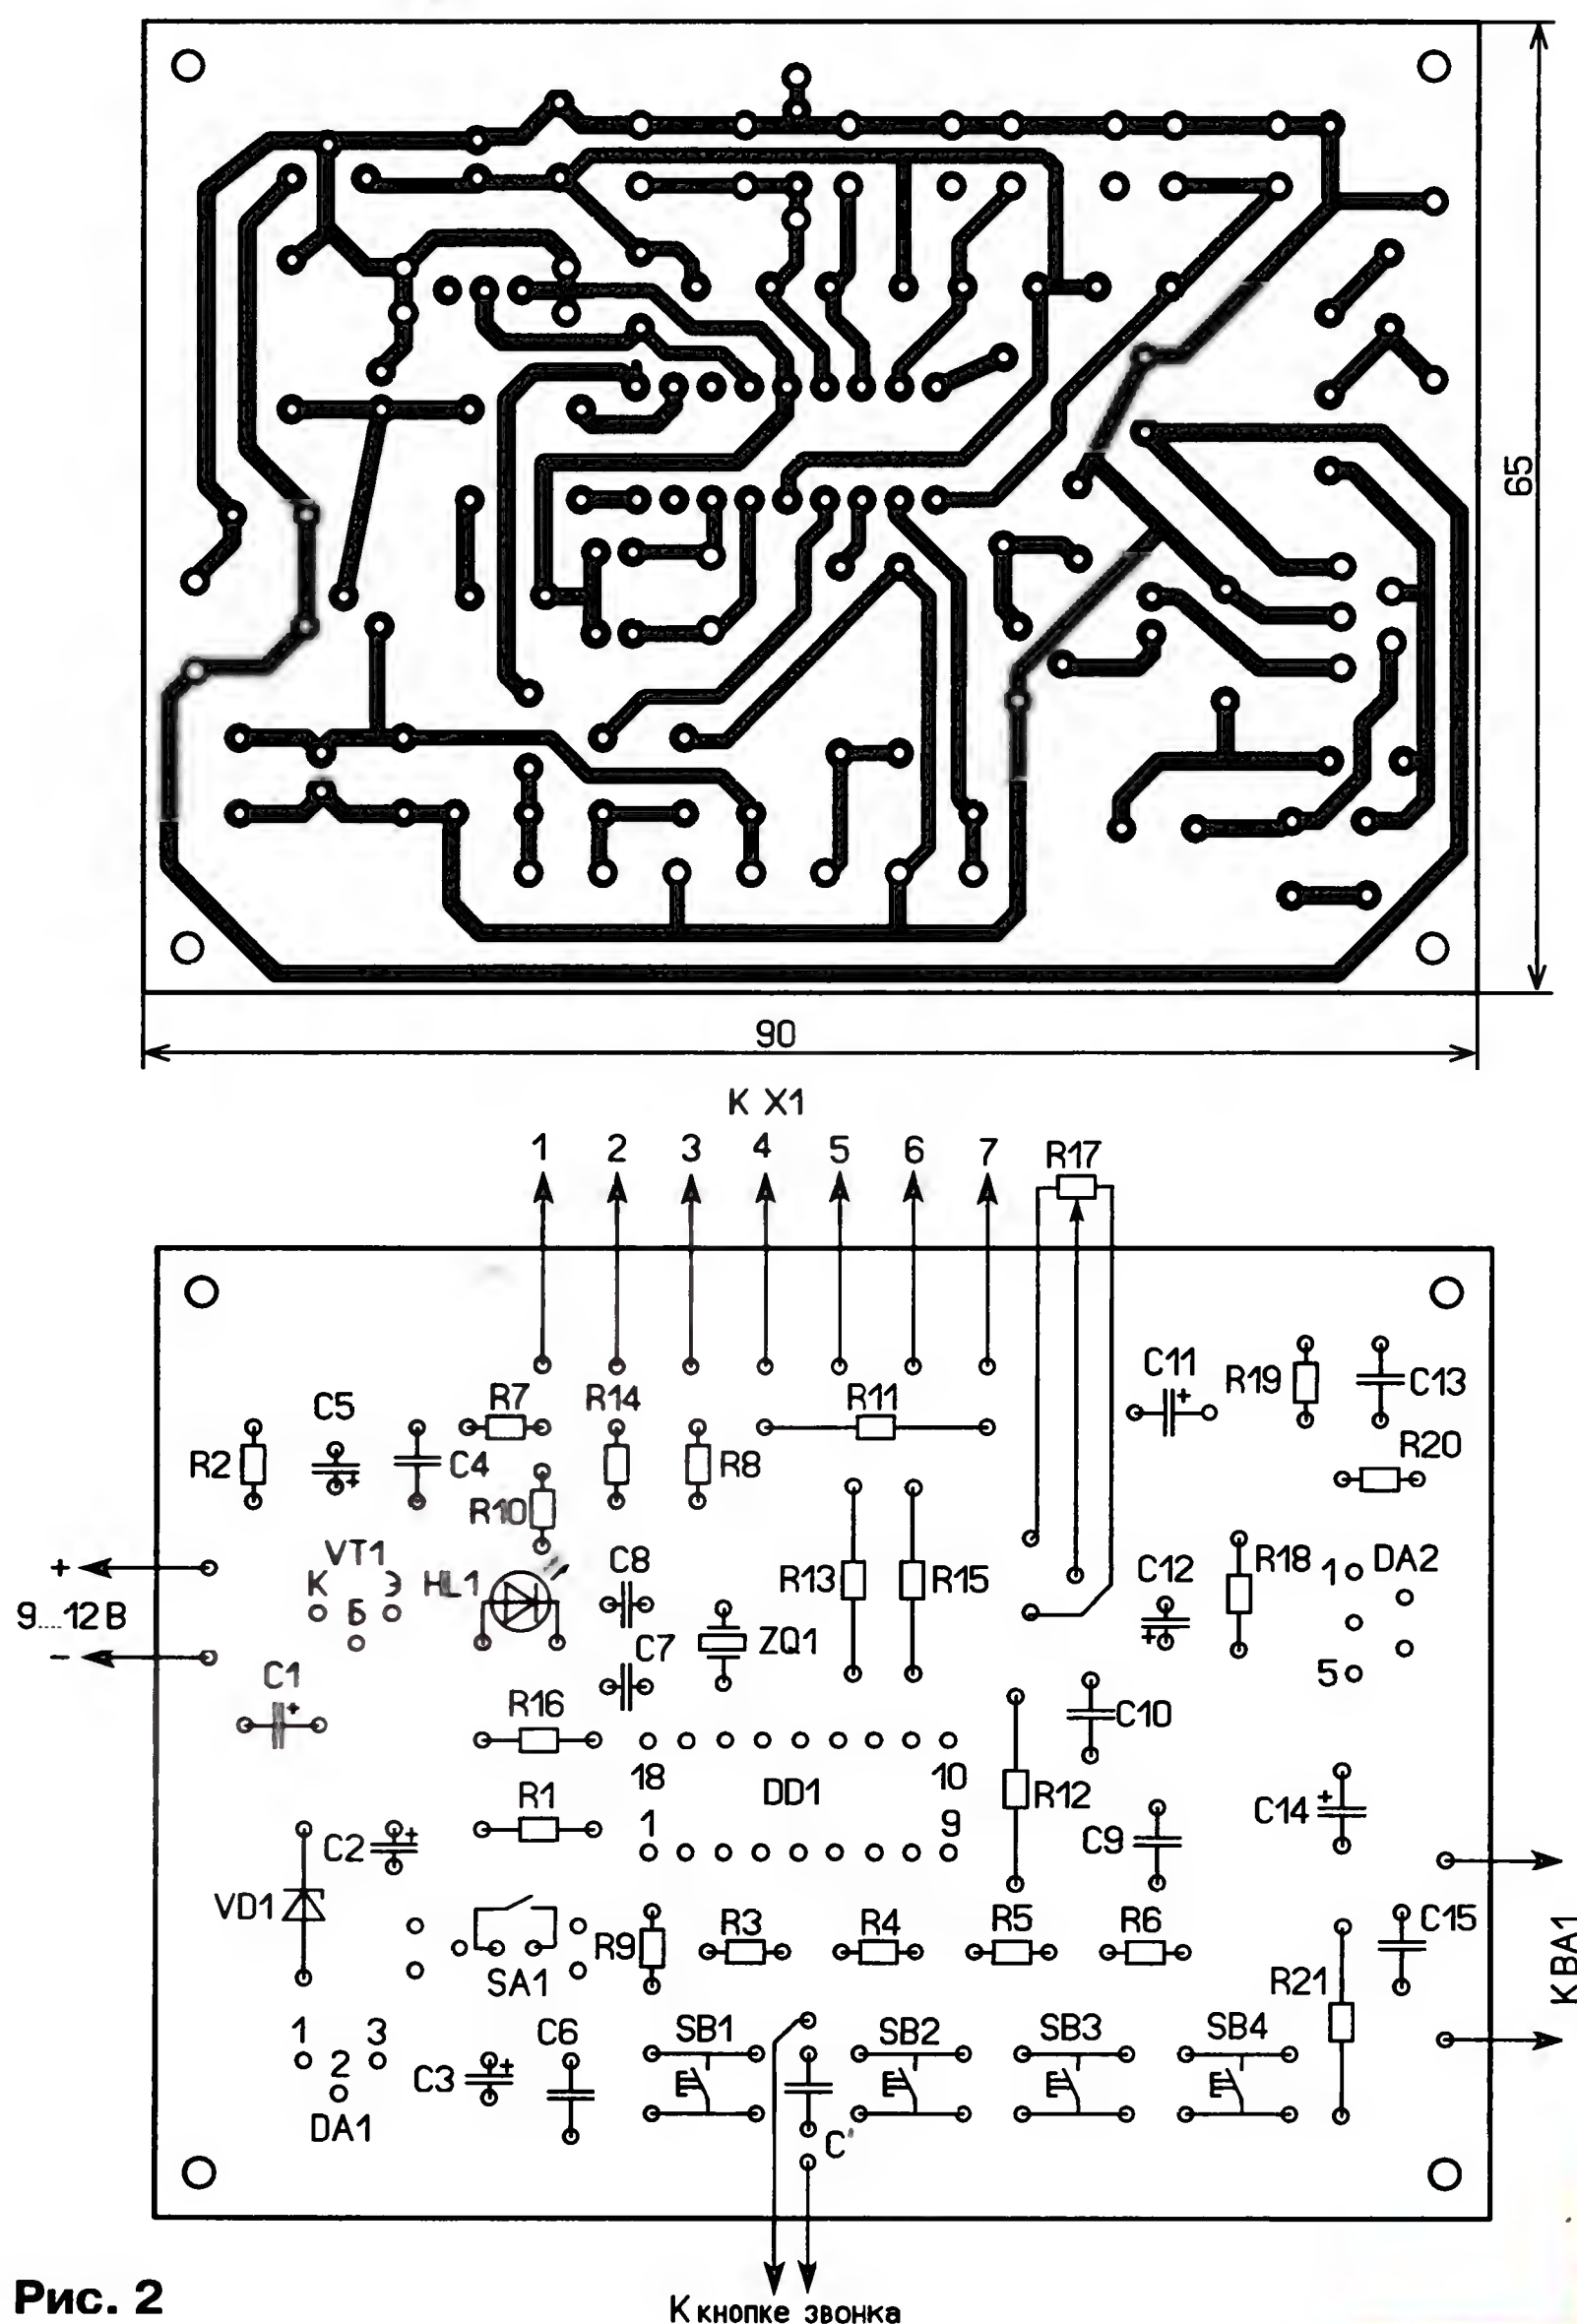 65
90
К X1
1 2 3 4 5 6 7 R17
C11 R19 C13
C5 R7 R14 R11
R2 C4 R8 R20
R10
+ VT1 HL1 C8 R13 R15 C12 R18 1 DA2
К Э
Б
9....12 В
− C7 ZQ1 5
C1 + R16 C10
18 DD1 10 R12
R1 1 9 C9 C14 +
C2 +
VD1 R9 R3 R4 R5 R6 C15
SA1 R21 К BA1
1 2 3 C6 SB1 SB2 SB3 SB4
C3 +
DA1 C'
Рис. 2
К кнопке звонка